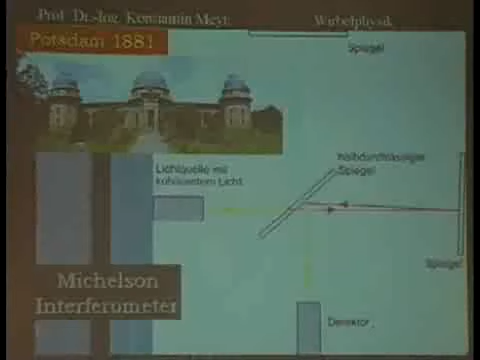 Prof. Dr.-Ing. Konstantin Meyl
Wirbelphysik
Potsdam 1881
Spiegel
Lichtquelle mit
kohärentem Licht
halbdurchlässiger
Spiegel
Spiegel
Michelson
Interferometer
Detektor